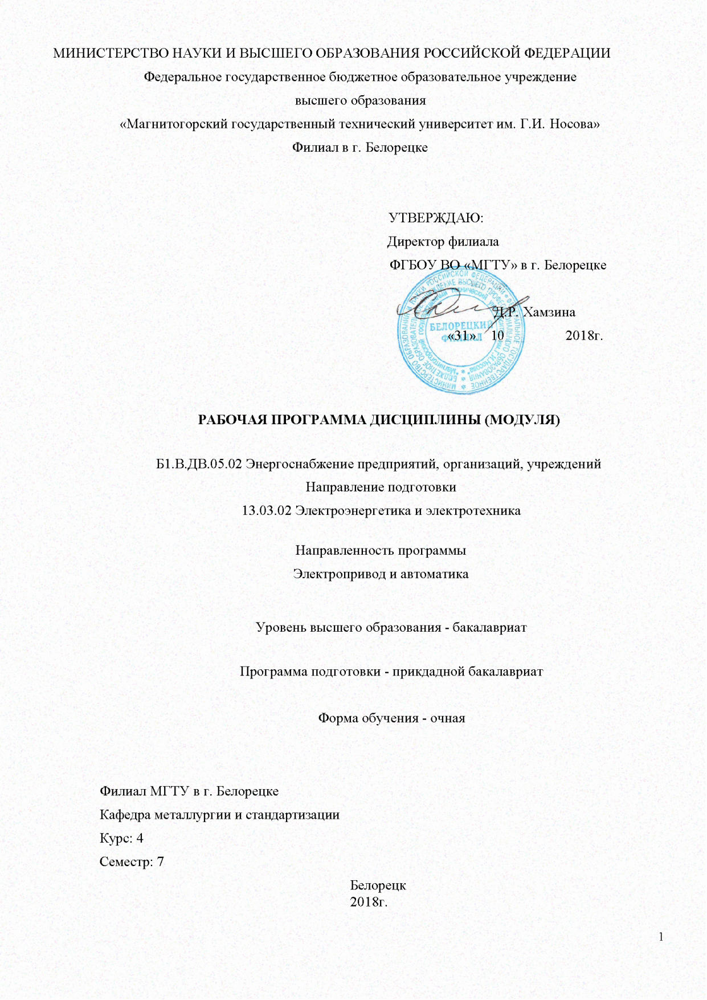 МИНИСТЕРСТВО НАУКИ И ВЫСШЕГО ОБРАЗОВАНИЯ РОССИЙСКОЙ ФЕДЕРАЦИИ
Федеральное государственное бюджетное образовательное учреждение
высшего образования
«Магнитогорский государственный технический университет им. Г.И. Носова»
Филиал в г. Белорецке
УТВЕРЖДАЮ:
Директор филиала
ФГБОУ ВО «МГТУ» в г. Белорецке
Д.Р. Хамзина
БЕЛОРЕЦКИЙ
ФИЛИАЛ
«31» 10 2018г.
РАБОЧАЯ ПРОГРАММА ДИСЦИПЛИНЫ (МОДУЛЯ)
Б1.В.ДВ.05.02 Энергоснабжение предприятий, организаций, учреждений
Направление подготовки
13.03.02 Электроэнергетика и электротехника
Направленность программы
Электропривод и автоматика
Уровень высшего образования - бакалавриат
Программа подготовки - прикдадной бакалавриат
Форма обучения - очная
Филиал МГТУ в г. Белорецке
Кафедра металлургии и стандартизации
Курс: 4
Семестр: 7
Белорецк
2018г.
1